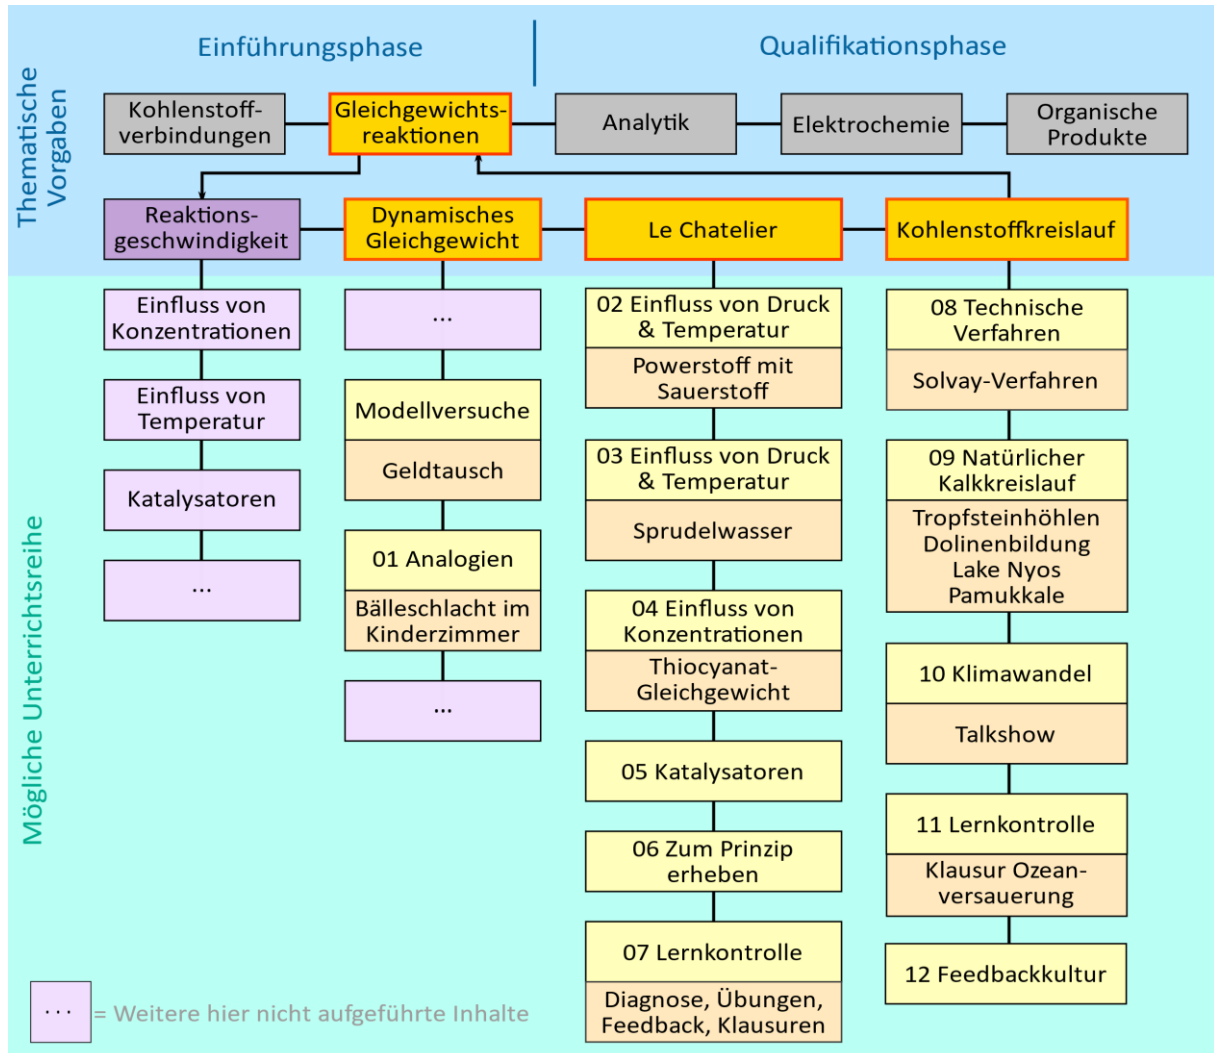 Einführungsphase
Qualifikationsphase
Thematische
Vorgaben
Kohlenstoff-
verbindungen
Gleichgewichts-
reaktionen
Analytik
Elektrochemie
Organische
Produkte
Reaktions-
geschwindigkeit
Dynamisches
Gleichgewicht
Le Chatelier
Kohlenstoffkreislauf
Mögliche Unterrichtsreihe
Einfluss von
Konzentrationen
Einfluss von
Temperatur
Katalysatoren
...
...
Modellversuche
Geldtausch
01 Analogien
Bälleschlacht im
Kinderzimmer
...
02 Einfluss von Druck
& Temperatur
Powerstoff mit
Sauerstoff
03 Einfluss von Druck
& Temperatur
Sprudelwasser
04 Einfluss von
Konzentrationen
Thiocyanat-
Gleichgewicht
05 Katalysatoren
06 Zum Prinzip
erheben
07 Lernkontrolle
Diagnose, Übungen,
Feedback, Klausuren
08 Technische
Verfahren
Solvay-Verfahren
09 Natürlicher
Kalkkreislauf
Tropfsteinhöhlen
Dolinenbildung
Lake Nyos
Pamukkale
10 Klimawandel
Talkshow
11 Lernkontrolle
Klausur Ozean-
versauerung
12 Feedbackkultur
... = Weitere hier nicht aufgeführte Inhalte